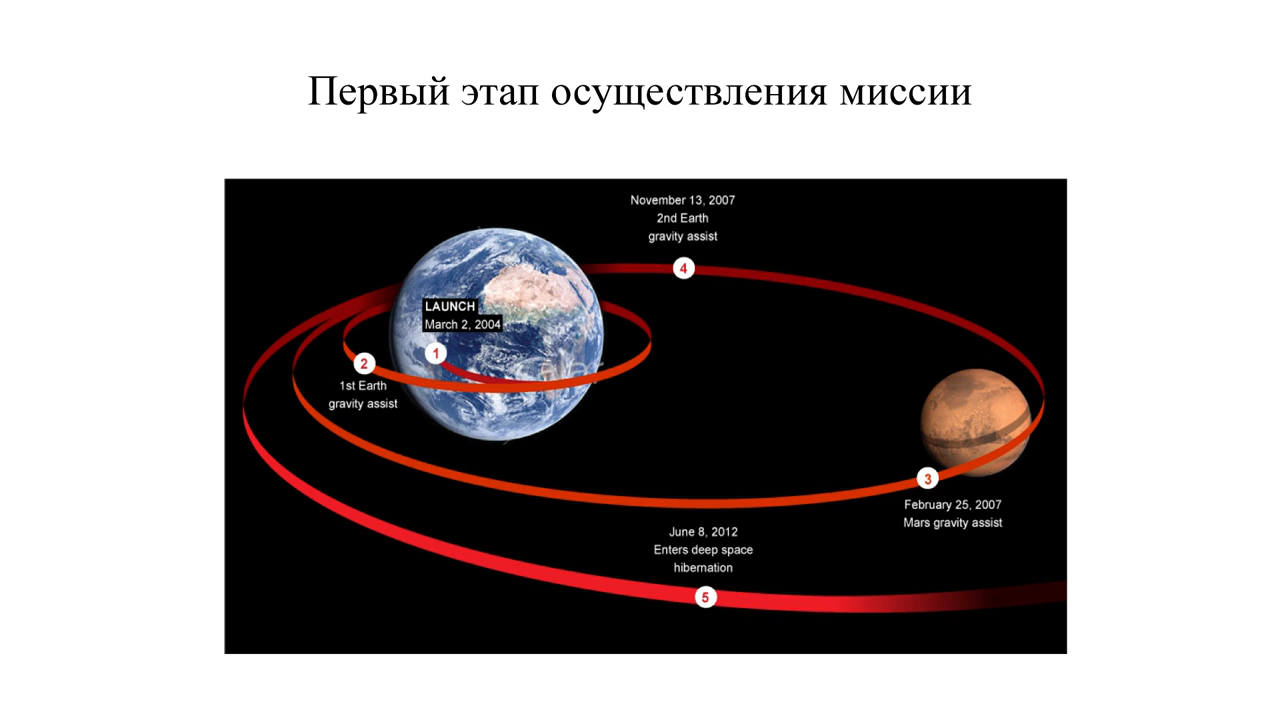 Первый этап осуществления миссии
November 13, 2007
2nd Earth
gravity assist
4
LAUNCH
March 2, 2004
1
2
1st Earth
gravity assist
3
February 25, 2007
Mars gravity assist
June 8, 2012
Enters deep space
hibernation
5